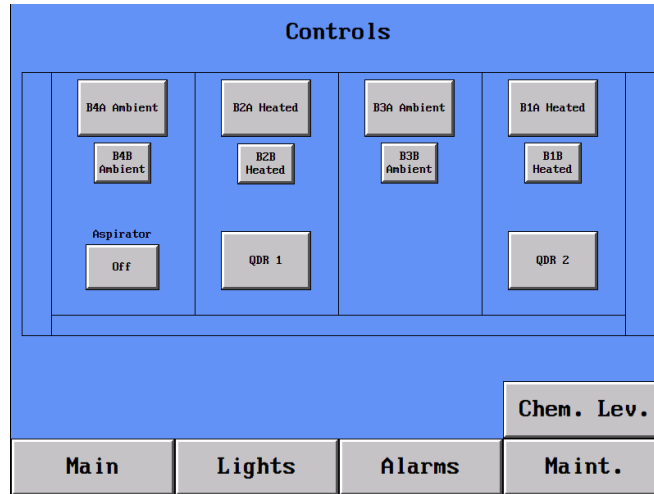 Controls
B4A Ambient
B2A Heated
B3A Ambient
B1A Heated
B4B
Ambient
B2B
Heated
B3B
Ambient
B1B
Heated
Aspirator
Off
QDR 1
QDR 2
Chem. Lev.
Main
Lights
Alarms
Maint.